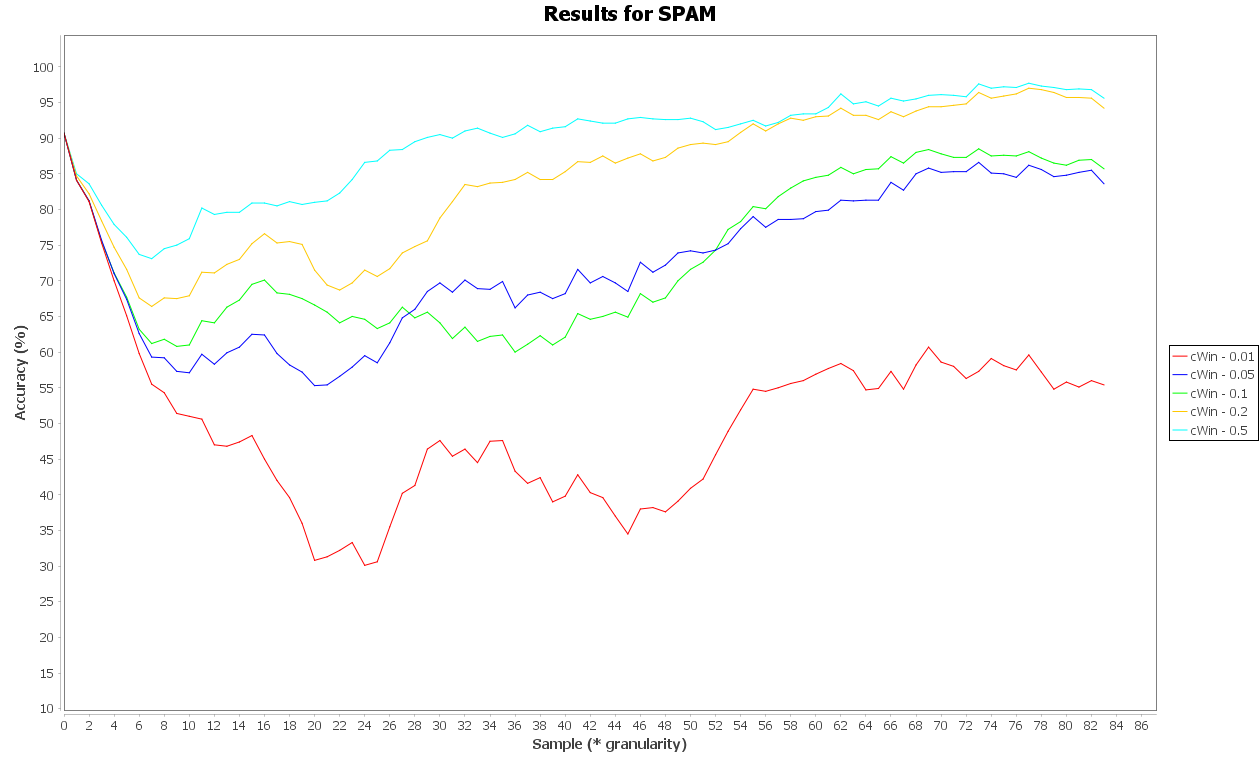 Results for SPAM
Accuracy (%)
100
95
90
85
80
75
70
65
60
55
50
45
40
35
30
25
20
15
10
0 2 4 6 8 10 12 14 16 18 20 22 24 26 28 30 32 34 36 38 40 42 44 46 48 50 52 54 56 58 60 62 64 66 68 70 72 74 76 78 80 82 84 86
Sample (* granularity)
cWin - 0.01
cWin - 0.05
cWin - 0.1
cWin - 0.2
cWin - 0.5